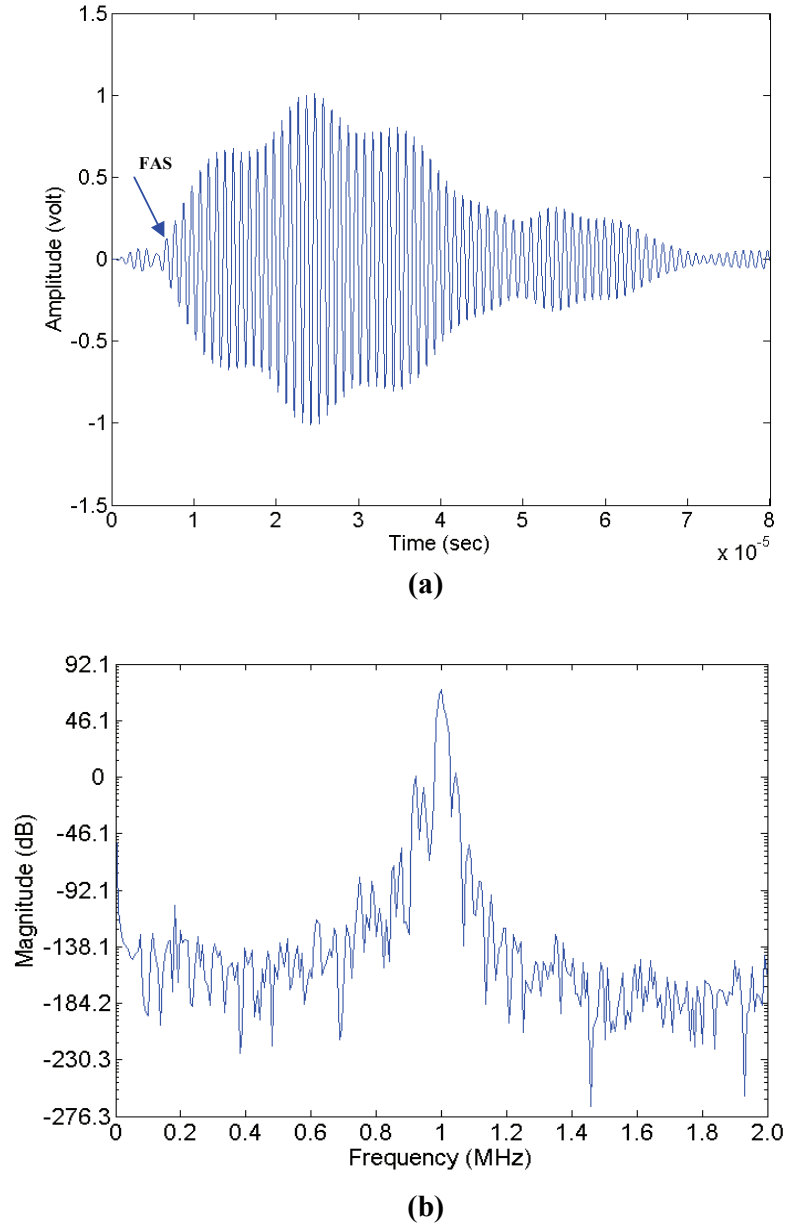 1.5
1
0.5
0
-0.5
-1
-1.5
Amplitude (volt)
FAS
0 1 2 3 4 5 6 7 8
Time (sec)
x 10^-5
(a)
92.1
46.1
0
-46.1
-92.1
-138.1
-184.2
-230.3
-276.3
Magnitude (dB)
0 0.2 0.4 0.6 0.8 1 1.2 1.4 1.6 1.8 2.0
Frequency (MHz)
(b)